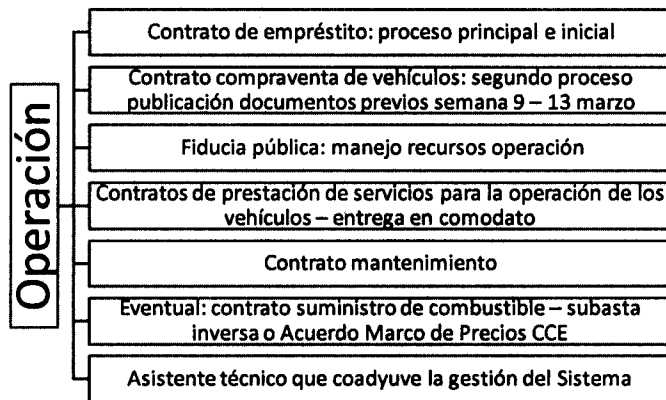 Operación
Contrato de empréstito: proceso principal e inicial
Contrato compraventa de vehículos: segundo proceso
publicación documentos previos semana 9 – 13 marzo
Fiducia pública: manejo recursos operación
Contratos de prestación de servicios para la operación de los
vehículos – entrega en comodato
Contrato mantenimiento
Eventual: contrato suministro de combustible – subasta
inversa o Acuerdo Marco de Precios CCE
Asistente técnico que coadyuve la gestión del Sistema